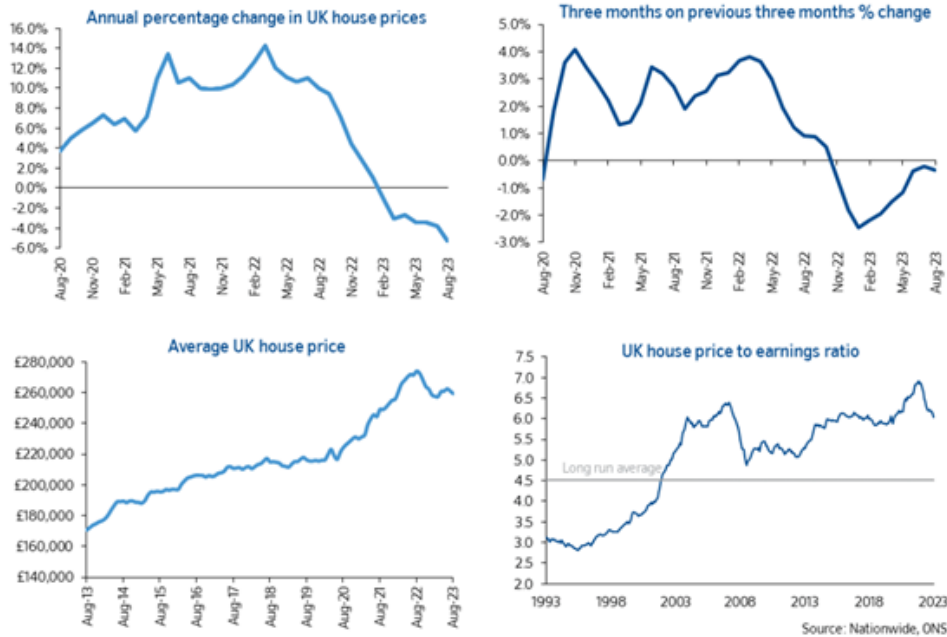 Annual percentage change in UK house prices
16.0%
14.0%
12.0%
10.0%
8.0%
6.0%
4.0%
2.0%
0.0%
-2.0%
-4.0%
-6.0%
Aug-20
Nov-20
Feb-21
May-21
Aug-21
Nov-21
Feb-22
May-22
Aug-22
Nov-22
Feb-23
May-23
Aug-23
Three months on previous three months % change
5.0%
4.0%
3.0%
2.0%
1.0%
0.0%
-1.0%
-2.0%
-3.0%
Aug-20
Nov-20
Feb-21
May-21
Aug-21
Nov-21
Feb-22
May-22
Aug-22
Nov-22
Feb-23
May-23
Aug-23
Average UK house price
£280,000
£260,000
£220,000
£200,000
£180,000
£160,000
£140,000
Aug-13
Aug-14
Aug-15
Aug-16
Aug-17
Aug-18
Aug-19
Aug-20
Aug-21
Aug-22
Aug-23
UK house price to earnings ratio
7.5
7.0
6.5
6.0
5.5
5.0
4.5
4.0
3.5
3.0
2.5
2.0
Long run average
1993
1998
2003
2008
2013
2018
2023
Source: Nationwide, ONS